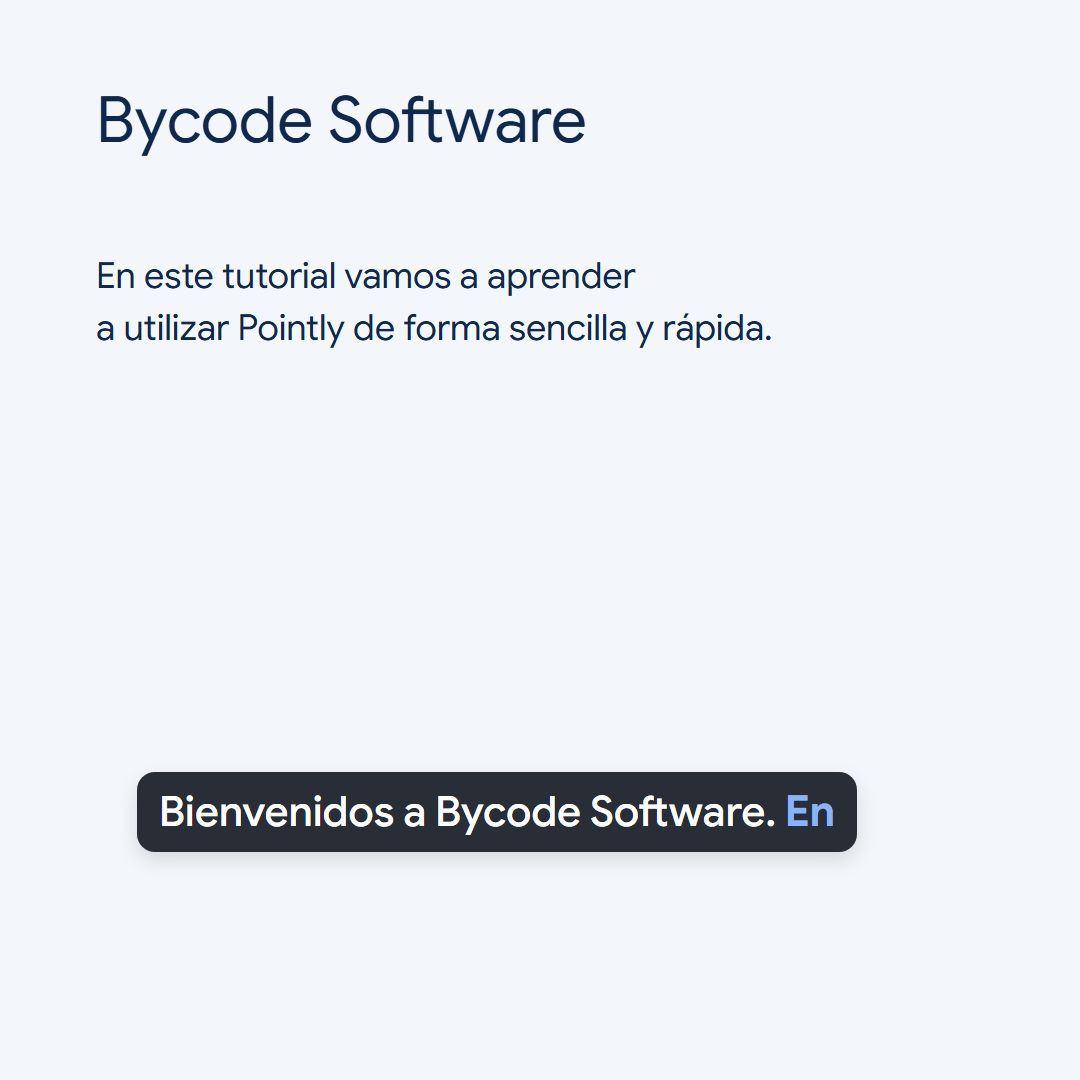 Bycode Software
En este tutorial vamos a aprender
a utilizar Pointly de forma sencilla y rápida.
Bienvenidos a Bycode Software. En